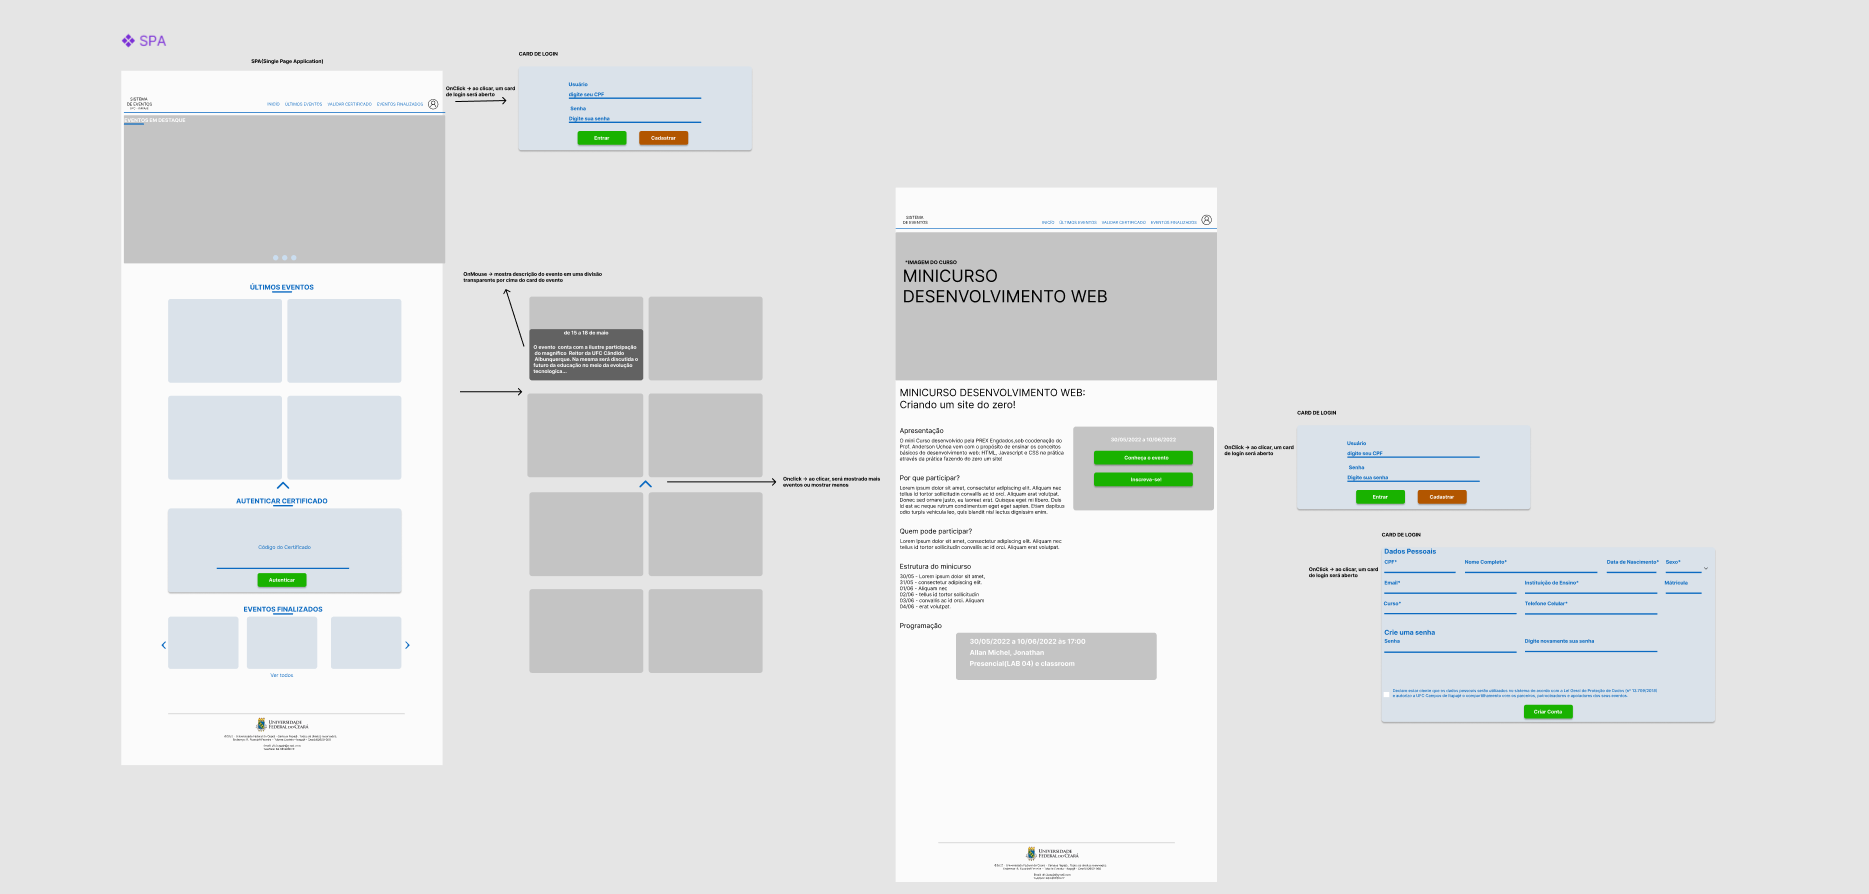 SPA
SPA(Single Page Application)
SISTEMA
DE EVENTOS
INICIO ULTIMOS EVENTOS VALIDAR CERTIFICADO EVENTOS FINALIZADOS
EVENTOS EM DESTAQUE
ÚLTIMOS EVENTOS
AUTENTICAR CERTIFICADO
Código do Certificado
Autenticar
EVENTOS FINALIZADOS
Ver todos
UNIVERSIDADE
FEDERAL DO CEARÁ
OnClick -> ao clicar, um card
de login será aberto
CARD DE LOGIN
Usuário
digite seu CPF
Senha
Digite sua senha
Entrar
Cadastrar
OnMouse -> mostra descrição do evento em uma divisão
transparente por cima do card do evento
de 15 a 18 de maio
O evento conta com a ilustre participação
do magnífico Reitor da UFC Cândido
Albunquerque. Na mesma será discutida o
futuro da educação no meio da evolução
tecnologica...
Onclick -> ao clicar, será mostrado mais
eventos ou mostrar menos
SISTEMA
DE EVENTOS
INICÍO ÚLTIMOS EVENTOS VALIDAR CERTIFICADO EVENTOS FINALIZADOS
*IMAGEM DO CURSO
MINICURSO
DESENVOLVIMENTO WEB
MINICURSO DESENVOLVIMENTO WEB:
Criando um site do zero!
Apresentação
O mini Curso desenvolvido pela PREX Engdados,sob coodenação do
Prof. Anderson Uchoa vem com o proposito de ensinar os conceitos
básicos de desenvolvimento web: HTML, Javascript e CSS na prática
através da prática fazendo do zero um site!
Por que participar?
Lorem ipsum dolor sit amet, consectetur adipiscing elit. Aliquam nec
tellus id tortor sollicitudin convallis ac id orci. Aliquam erat volutpat.
Donec sed ornare justo, eu laoreet erat. Quisque eget mi libero. Duis
id est ac neque rutrum condimentum eget eget sapien. Etiam dapibus
odio turpis vehicula leo, quis blandit nisl lectus dignissim enim.
Quem pode participar?
Lorem ipsum dolor sit amet, consectetur adipiscing elit. Aliquam nec
tellus id tortor sollicitudin convallis ac id orci. Aliquam erat volutpat.
Estrutura do minicurso
30/05 - Lorem ipsum dolor sit amet,
31/05 - consectetur adipiscing elit.
01/06 - Aliquam nec
02/06 - tellus id tortor sollicitudin
03/06 - convallis ac id orci. Aliquam
04/06 - erat volutpat.
Programação
30/05/2022 a 10/06/2022 às 17:00
Allan Michel, Jonathan
Presencial(LAB 04) e classroom
30/05/2022 a 10/06/2022
Conheça o evento
Inscreva-se!
UNIVERSIDADE
FEDERAL DO CEARÁ
OnClick -> ao clicar, um card
de login será aberto
CARD DE LOGIN
Usuário
digite seu CPF
Senha
Digite sua senha
Entrar
Cadastrar
OnClick -> ao clicar, um card
de login será aberto
CARD DE LOGIN
Dados Pessoais
CPF* Nome Completo* Data de Nascimento* Sexo*
Email* Instituição de Ensino* Mátricula
Curso* Telefone Celular*
Crie uma senha
Senha Digite novamente sua senha
Criar Conta